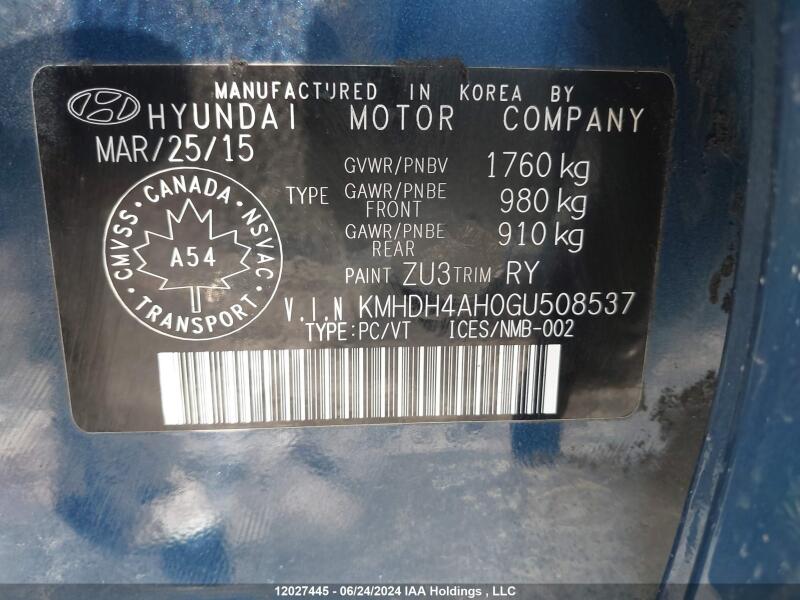 MANUFACTURED IN KOREA BY
HYUNDAI MOTOR COMPANY
MAR/25/15
GVWR/PNBV 1760 kg
TYPE GAWR/PNBE FRONT 980 kg
GAWR/PNBE REAR 910 kg
CANADA
CMVSS NSVAC
A54
TRANSPORT
PAINT ZU3 TRIM RY
V.I.N KMHDH4AH0GU508537
TYPE:PC/VT ICES/NMB-002
12027445 - 06/24/2024 IAA Holdings , LLC